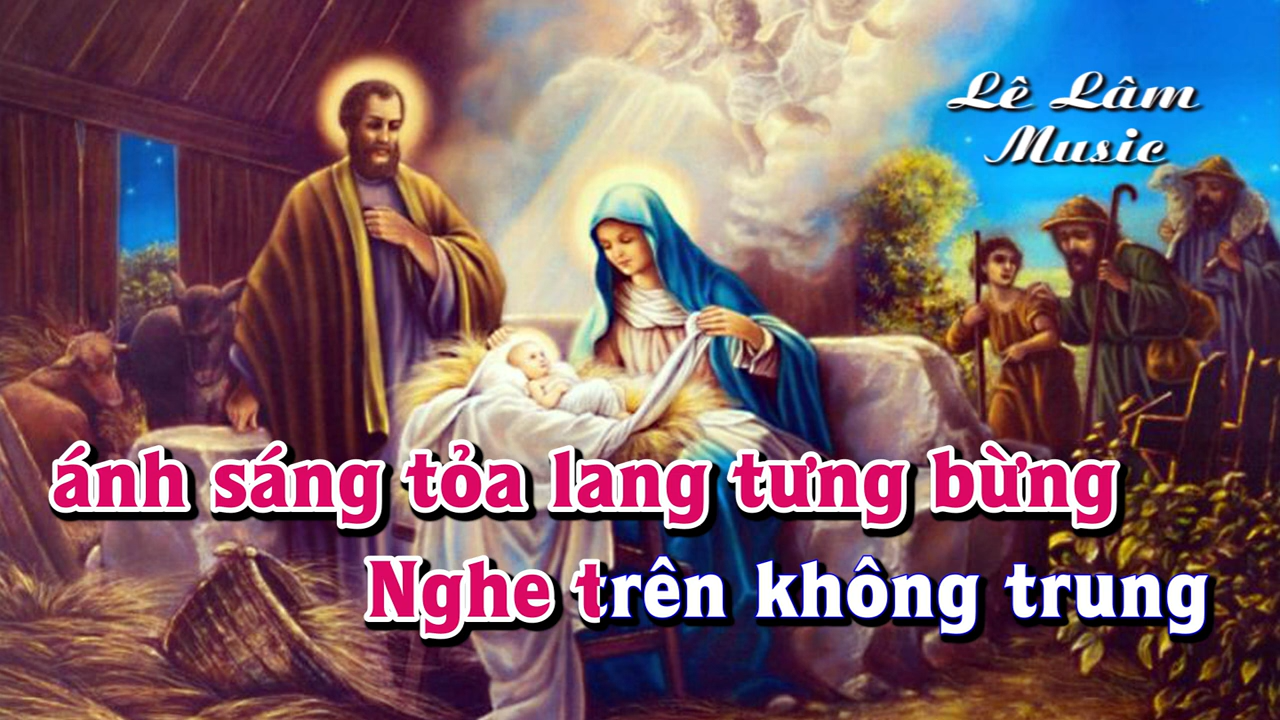 Lê Lâm
Music
ánh sáng tỏa lang tưng bừng
Nghe trên không trung